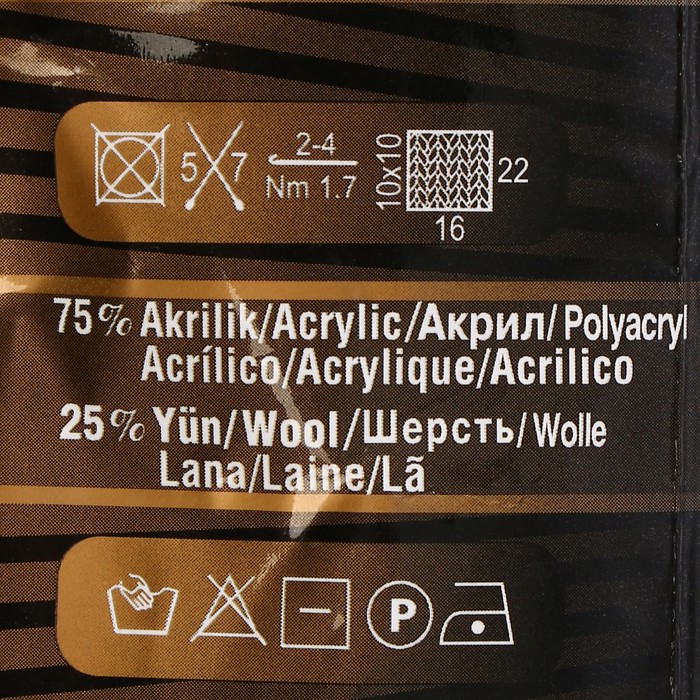 5 7 2-4 10x10 22
Nm 1.7
16
75% Akrilik/Acrylic/Акрил/Polyacryl
Acrílico/Acrylique/Acrilico
25% Yün/Wool/Шерсть/Wolle
Lana/Laine/Lã
P